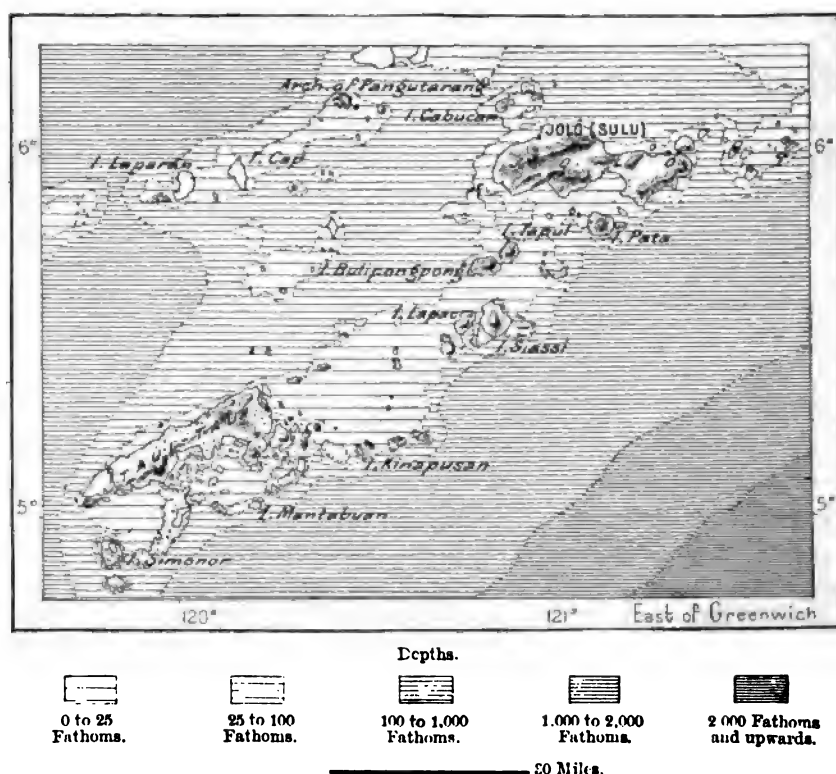 Arch. of Pangutarang
I. Cabucan
JOLO (SULU)
6°
6°
I. Laparan
I. Cap
I. Tapul
I. Pata
I. Bulipongpong
I. Lapac
I. Siassi
I. Kinapusan
5°
5°
I. Mantabuan
I. Simonor
120°
121°
East of Greenwich
Depths.
0 to 25 Fathoms.
25 to 100 Fathoms.
100 to 1,000 Fathoms.
1,000 to 2,000 Fathoms.
2 000 Fathoms and upwards.
Miles.